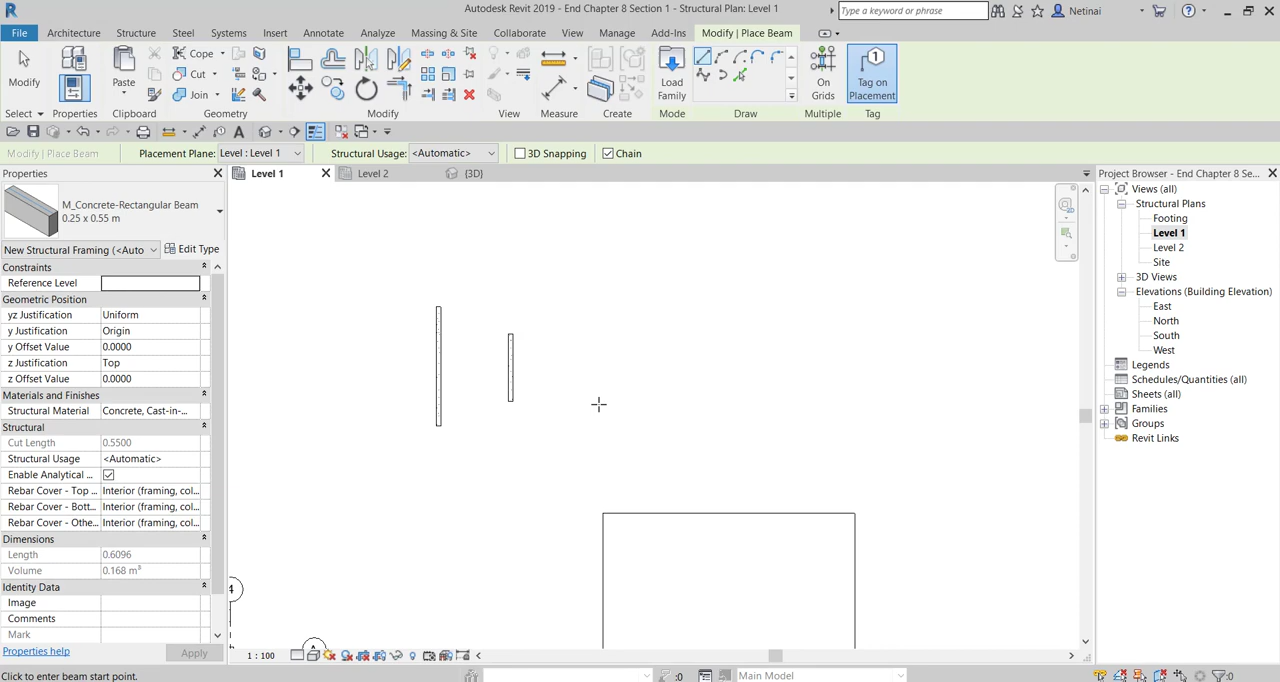 Autodesk Revit 2019 - End Chapter 8 Section 1 - Structural Plan: Level 1
Type a keyword or phrase
Netinai
File Architecture Structure Steel Systems Insert Annotate Analyze Massing & Site Collaborate View Manage Add-Ins Modify | Place Beam
Modify
Paste
Cope
Cut
Join
Load
Family
On
Grids
Tag on
Placement
Select Properties Clipboard Geometry Modify View Measure Create Mode Draw Multiple Tag
Modify | Place Beam Placement Plane: Level : Level 1 Structural Usage: <Automatic> 3D Snapping Chain
Properties
Level 1
Level 2
{3D}
M_Concrete-Rectangular Beam
0.25 x 0.55 m
New Structural Framing (<Auto Edit Type
Constraints
Reference Level
Geometric Position
yz Justification Uniform
y Justification Origin
y Offset Value 0.0000
z Justification Top
z Offset Value 0.0000
Materials and Finishes
Structural Material Concrete, Cast-in-...
Structural
Cut Length 0.5500
Structural Usage <Automatic>
Enable Analytical ...
Rebar Cover - Top ... Interior (framing, col...
Rebar Cover - Bott... Interior (framing, col...
Rebar Cover - Othe... Interior (framing, col...
Dimensions
Length 0.6096
Volume 0.168 m³
Identity Data
Image
Comments
Mark
Properties help Apply
4
1 : 100
Project Browser - End Chapter 8 Se...
Views (all)
Structural Plans
Footing
Level 1
Level 2
Site
3D Views
Elevations (Building Elevation)
East
North
South
West
Legends
Schedules/Quantities (all)
Sheets (all)
Families
Groups
Revit Links
Click to enter beam start point.
:0
Main Model
:0